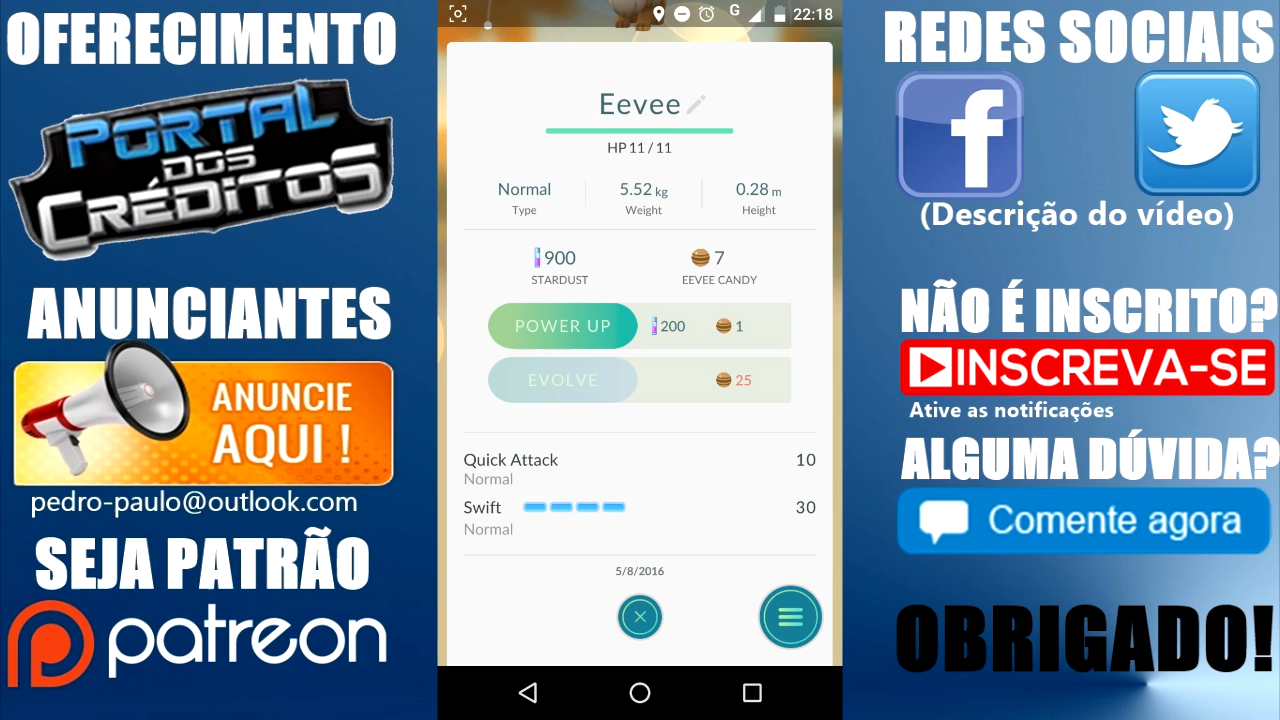 OFERECIMENTO
PORTAL
DOS
CRÉDITOS
ANUNCIANTES
ANUNCIE
AQUI !
pedro-paulo@outlook.com
SEJA PATRÃO
patreon
G 22:18
Eevee
HP 11 / 11
Normal 5.52 kg 0.28 m
Type Weight Height
900 7
STARDUST EEVEE CANDY
POWER UP 200 1
EVOLVE 25
Quick Attack 10
Normal
Swift 30
Normal
5/8/2016
REDES SOCIAIS
f
(Descrição do vídeo)
NÃO É INSCRITO?
INSCREVA-SE
Ative as notificações
ALGUMA DÚVIDA?
Comente agora
OBRIGADO!